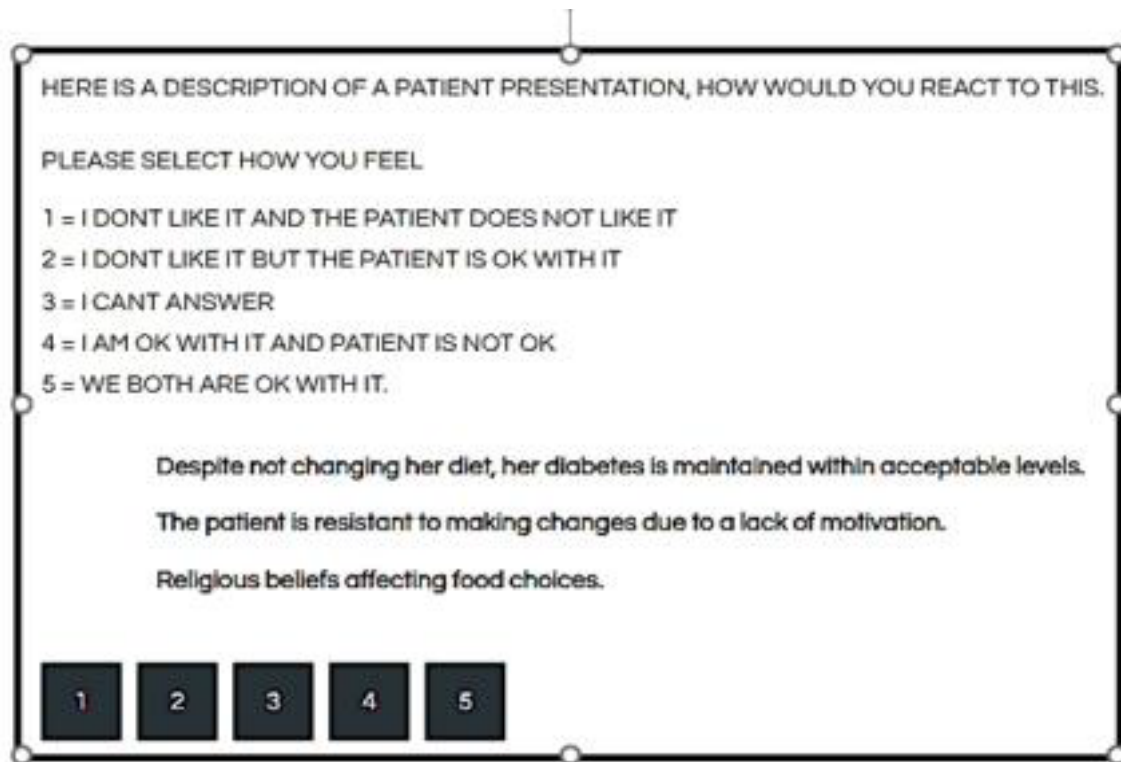 HERE IS A DESCRIPTION OF A PATIENT PRESENTATION, HOW WOULD YOU REACT TO THIS.
PLEASE SELECT HOW YOU FEEL
1 = I DONT LIKE IT AND THE PATIENT DOES NOT LIKE IT
2 = I DONT LIKE IT BUT THE PATIENT IS OK WITH IT
3 = I CANT ANSWER
4 = I AM OK WITH IT AND PATIENT IS NOT OK
5 = WE BOTH ARE OK WITH IT.
Despite not changing her diet, her diabetes is maintained within acceptable levels.
The patient is resistant to making changes due to a lack of motivation.
Religious beliefs affecting food choices.
1 2 3 4 5